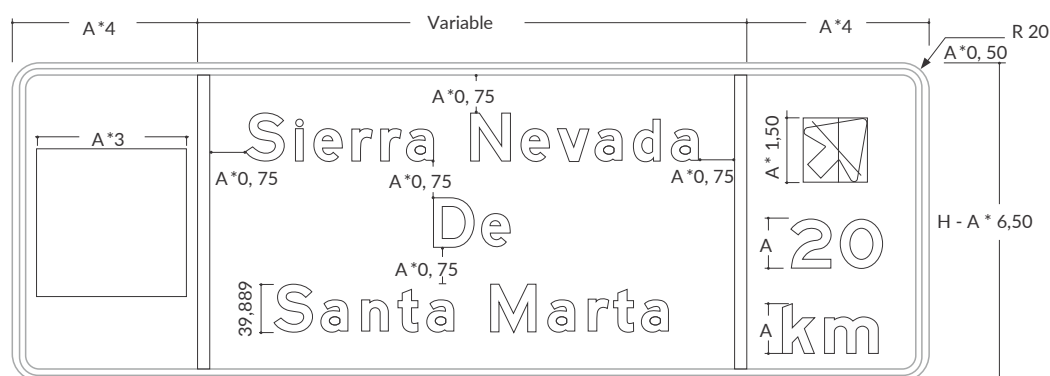 A*4
Variable
A*4
R 20
A*0, 50
A*0, 75
A*3
Sierra Nevada
A * 1,50
A*0, 75
A*0, 75
A*0, 75
De
A
20
H - A * 6,50
A*0, 75
39,889
Santa Marta
A
km